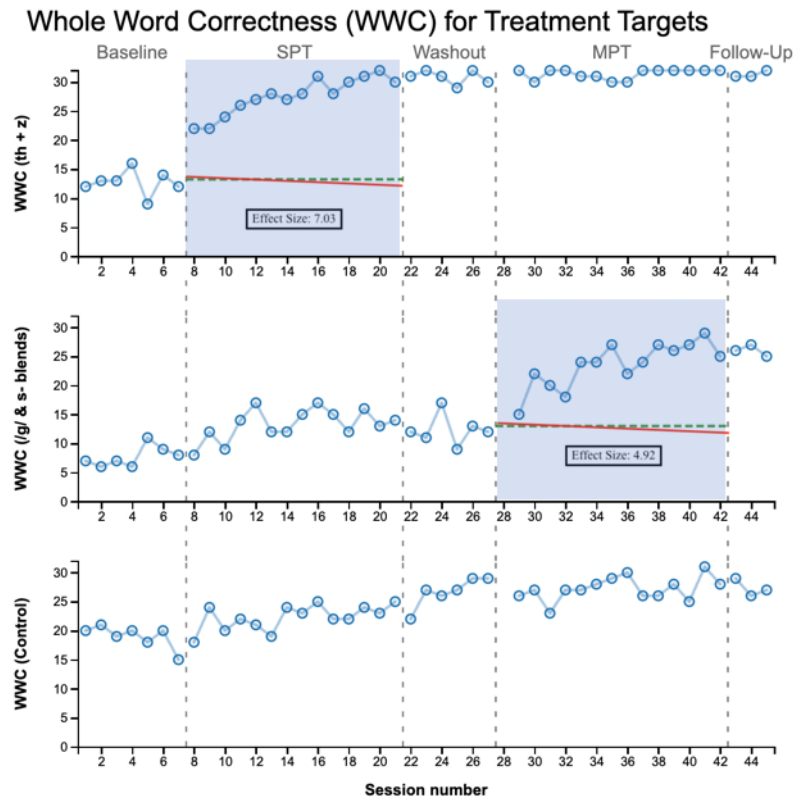 Whole Word Correctness (WWC) for Treatment Targets
Baseline SPT Washout MPT Follow-Up
WWC (th + z)
30
25
20
15
10
5
0
Effect Size: 7.03
2 4 6 8 10 12 14 16 18 20 22 24 26 28 30 32 34 36 38 40 42 44
WWC (/g/ & s- blends)
30
25
20
15
10
5
0
Effect Size: 4.92
2 4 6 8 10 12 14 16 18 20 22 24 26 28 30 32 34 36 38 40 42 44
WWC (Control)
30
25
20
15
10
5
0
2 4 6 8 10 12 14 16 18 20 22 24 26 28 30 32 34 36 38 40 42 44
Session number